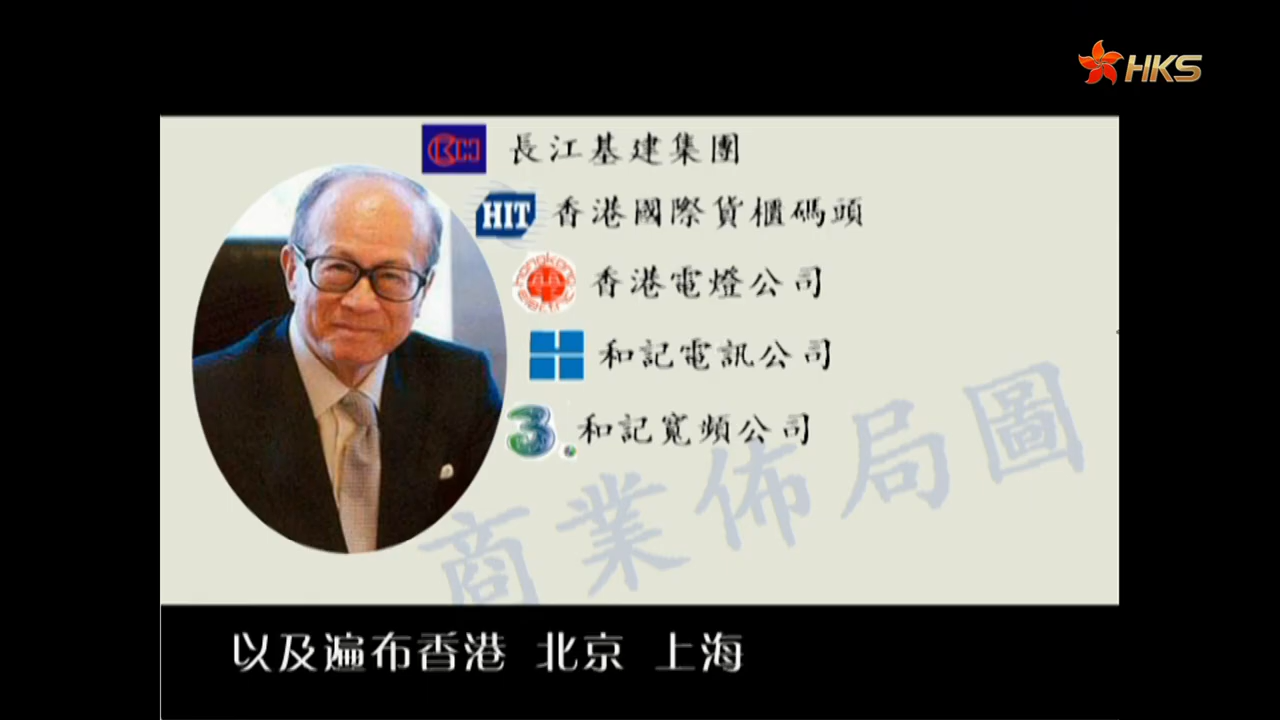 HKS
長江基建集團
HIT 香港國際貨櫃碼頭
Hongkong Electric 香港電燈公司
和記電訊公司
3. 和記寬頻公司
商業佈局圖
以及遍布香港 北京 上海